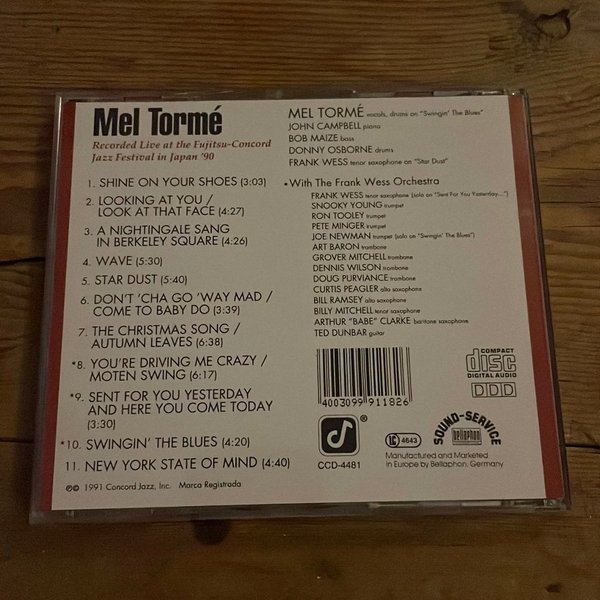 Mel Tormé
Recorded Live at the Fujitsu-Concord
Jazz Festival in Japan '90
1. SHINE ON YOUR SHOES (3:03)
2. LOOKING AT YOU /
LOOK AT THAT FACE (4:27)
3. A NIGHTINGALE SANG
IN BERKELEY SQUARE (4:26)
4. WAVE (5:30)
5. STAR DUST (5:40)
6. DON'T 'CHA GO 'WAY MAD /
COME TO BABY DO (3:39)
7. THE CHRISTMAS SONG /
AUTUMN LEAVES (6:38)
*8. YOU'RE DRIVING ME CRAZY /
MOTEN SWING (6:17)
*9. SENT FOR YOU YESTERDAY
AND HERE YOU COME TODAY
(3:30)
*10. SWINGIN' THE BLUES (4:20)
11. NEW YORK STATE OF MIND (4:40)
℗© 1991 Concord Jazz, Inc. Marca Registrada
MEL TORMÉ vocals, drums on "Swingin' The Blues"
JOHN CAMPBELL piano
BOB MAIZE bass
DONNY OSBORNE drums
FRANK WESS tenor saxophone on "Star Dust"
*With The Frank Wess Orchestra
FRANK WESS tenor saxophone (solo on "Sent For You Yesterday...")
SNOOKY YOUNG trumpet
RON TOOLEY trumpet
PETE MINGER trumpet
JOE NEWMAN trumpet (solo on "Swingin' The Blues")
ART BARON trombone
GROVER MITCHELL trombone
DENNIS WILSON trombone
DOUG PURVIANCE trombone
CURTIS PEAGLER alto saxophone
BILL RAMSEY alto saxophone
BILLY MITCHELL tenor saxophone
ARTHUR "BABE" CLARKE baritone saxophone
TED DUNBAR guitar
4003099 911826
CCD-4481
COMPACT
disc
DIGITAL AUDIO
DDD
LC 4643
SOUND-SERVICE
bellaphon
Manufactured and Marketed
in Europe by Bellaphon, Germany